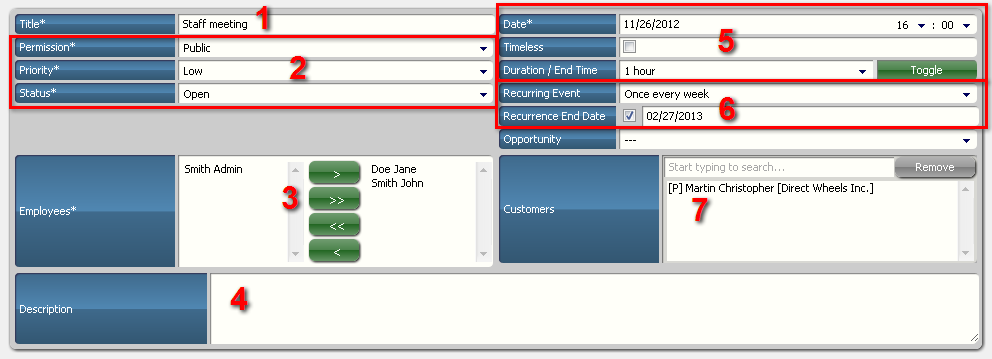 Title* Staff meeting 1
Permission* Public
Priority* Low 2
Status* Open
Date* 11/26/2012 16 : 00
Timeless 5
Duration / End Time 1 hour Toggle
Recurring Event Once every week
Recurrence End Date 02/27/2013 6
Opportunity ---
Employees* Smith Admin 3
>
>>
<<
<
Doe Jane
Smith John
Customers
Start typing to search... Remove
[P] Martin Christopher [Direct Wheels Inc.]
7
Description 4